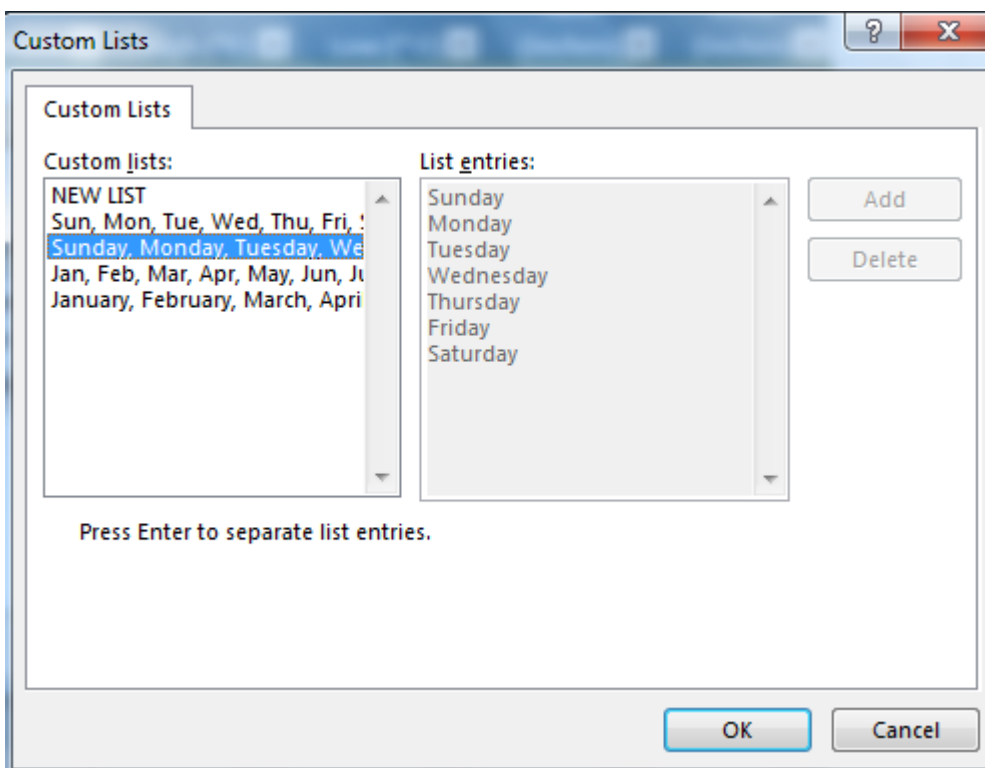 Custom Lists
Custom Lists
Custom lists:
NEW LIST
Sun, Mon, Tue, Wed, Thu, Fri,
Sunday, Monday, Tuesday, We
Jan, Feb, Mar, Apr, May, Jun, Ju
January, February, March, Apri
List entries:
Sunday
Monday
Tuesday
Wednesday
Thursday
Friday
Saturday
Add
Delete
Press Enter to separate list entries.
OK
Cancel